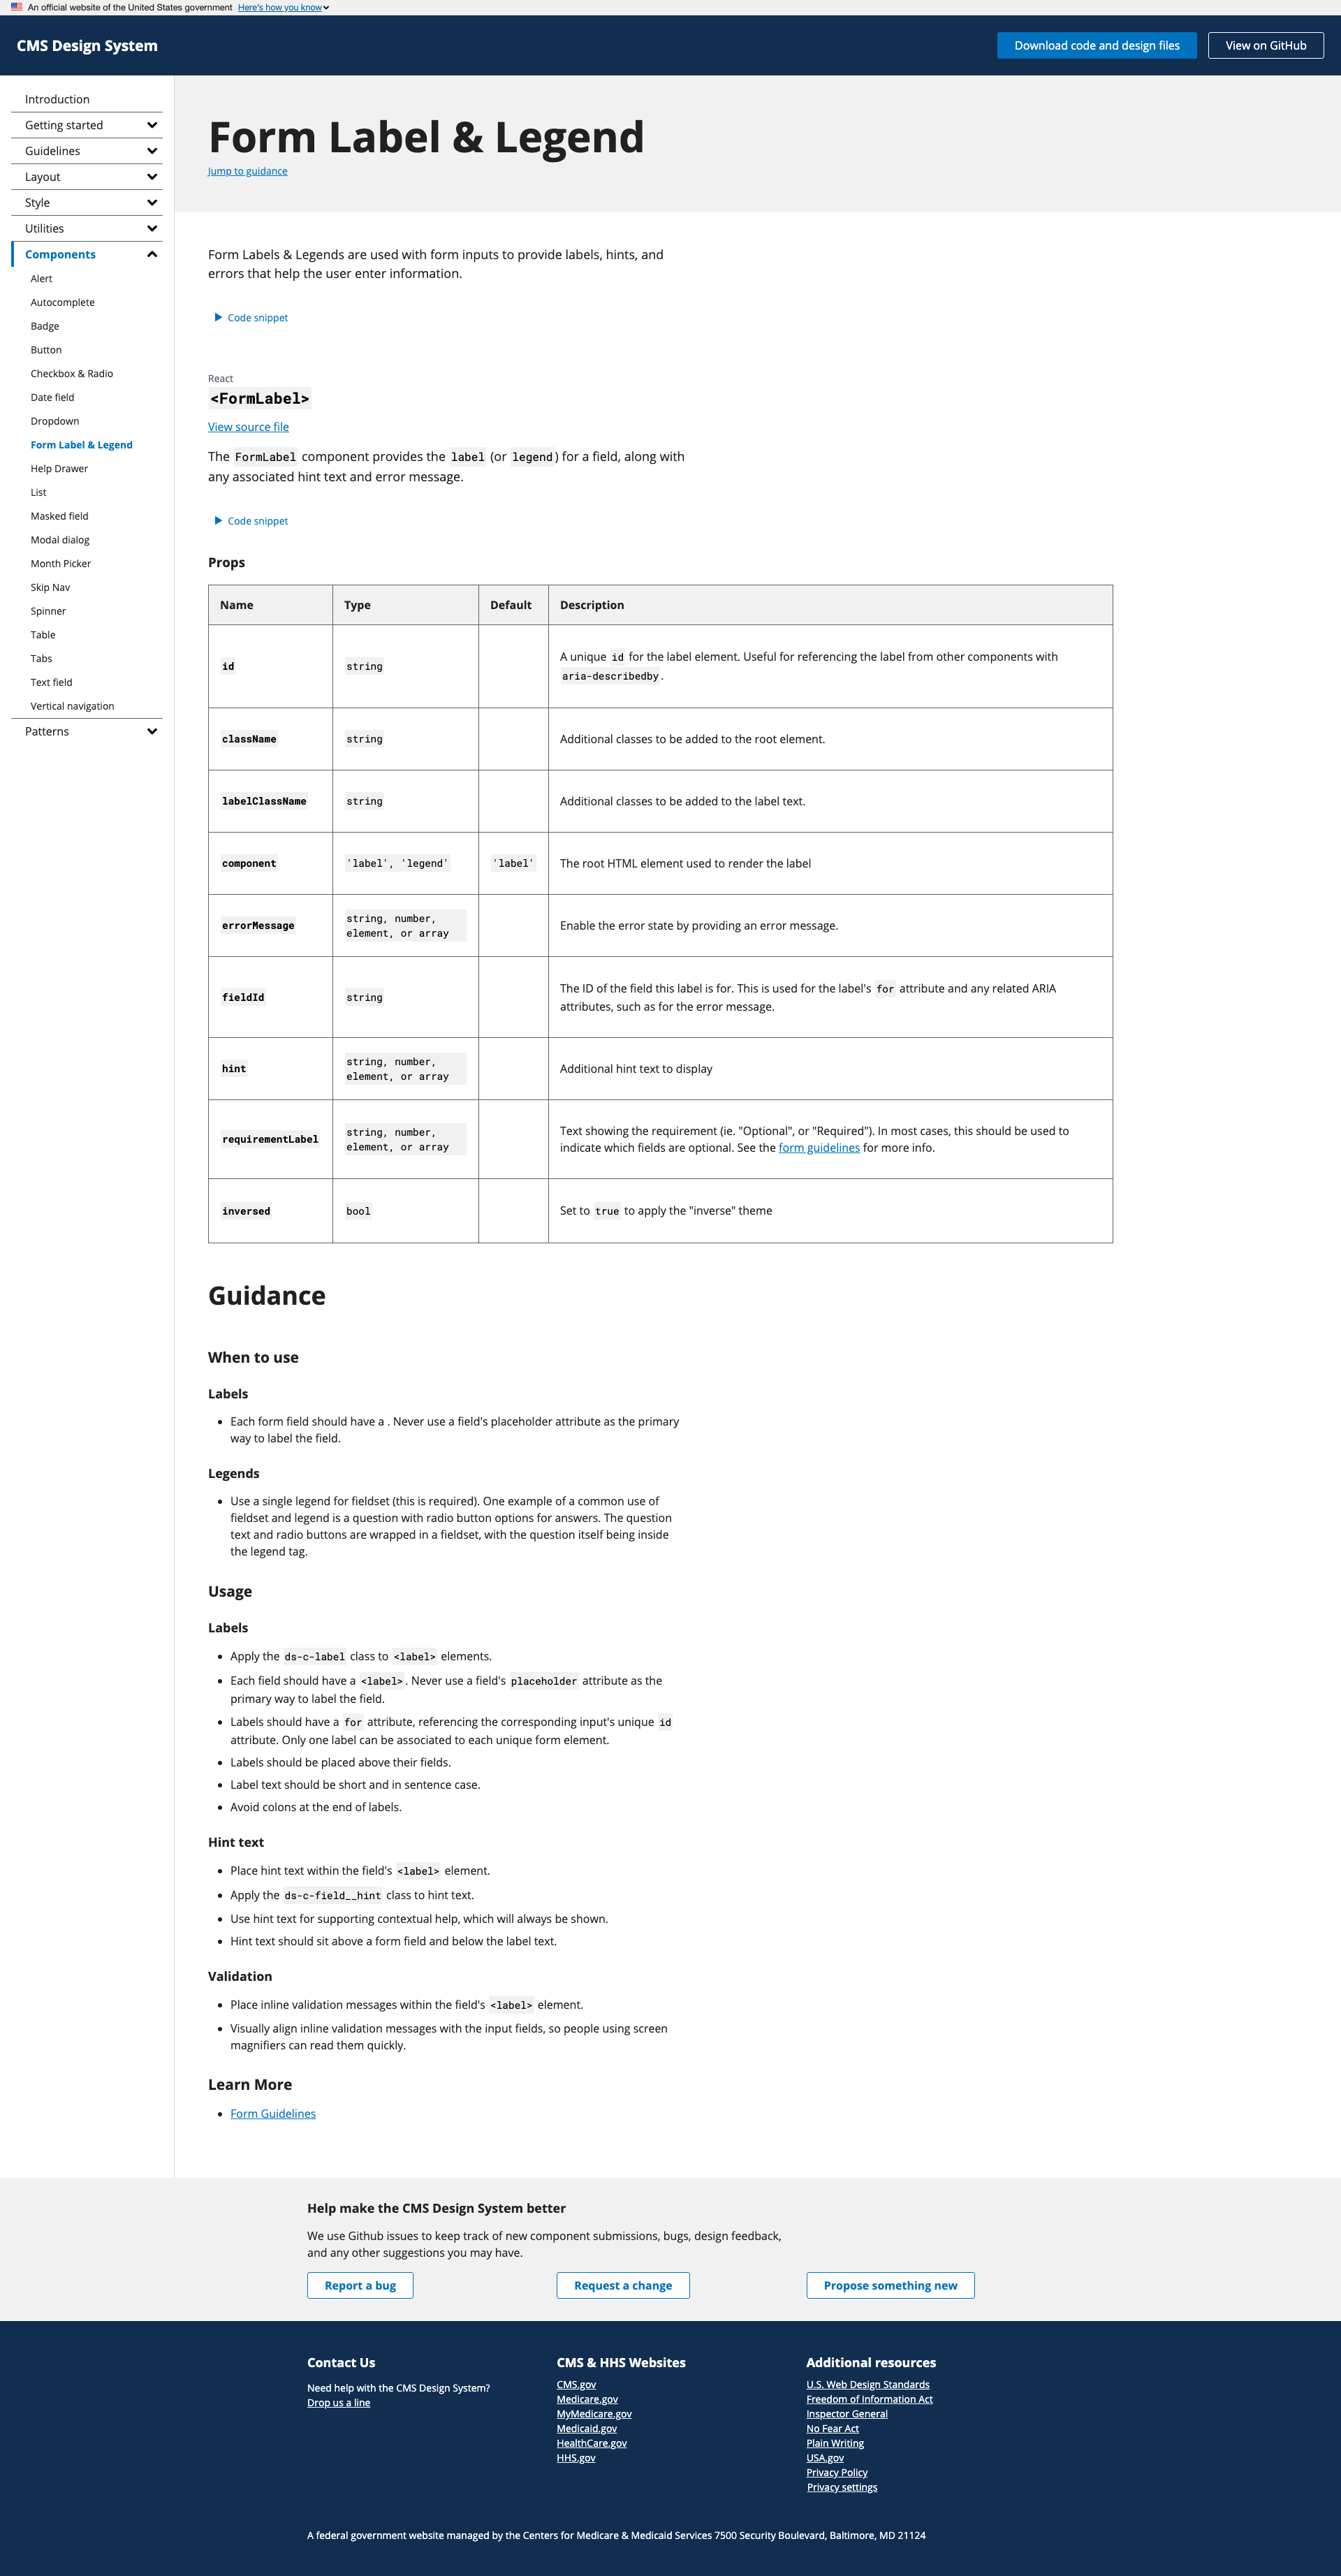 An official website of the United States government Here's how you know
CMS Design System
Download code and design files
View on GitHub
Introduction
Getting started
Guidelines
Layout
Style
Utilities
Components
Alert
Autocomplete
Badge
Button
Checkbox & Radio
Date field
Dropdown
Form Label & Legend
Help Drawer
List
Masked field
Modal dialog
Month Picker
Skip Nav
Spinner
Table
Tabs
Text field
Vertical navigation
Patterns
Form Label & Legend
Jump to guidance
Form Labels & Legends are used with form inputs to provide labels, hints, and
errors that help the user enter information.
Code snippet
React
<FormLabel>
View source file
The FormLabel component provides the label (or legend) for a field, along with
any associated hint text and error message.
Code snippet
Props
Name Type Default Description
id string A unique id for the label element. Useful for referencing the label from other components with
aria-describedby.
className string Additional classes to be added to the root element.
labelClassName string Additional classes to be added to the label text.
component 'label', 'legend' 'label' The root HTML element used to render the label
errorMessage string, number,
element, or array Enable the error state by providing an error message.
fieldId string The ID of the field this label is for. This is used for the label's for attribute and any related ARIA
attributes, such as for the error message.
hint string, number,
element, or array Additional hint text to display
requirementLabel string, number,
element, or array Text showing the requirement (ie. "Optional", or "Required"). In most cases, this should be used to
indicate which fields are optional. See the form guidelines for more info.
inversed bool Set to true to apply the "inverse" theme
Guidance
When to use
Labels
Each form field should have a . Never use a field's placeholder attribute as the primary
way to label the field.
Legends
Use a single legend for fieldset (this is required). One example of a common use of
fieldset and legend is a question with radio button options for answers. The question
text and radio buttons are wrapped in a fieldset, with the question itself being inside
the legend tag.
Usage
Labels
Apply the ds-c-label class to <label> elements.
Each field should have a <label>. Never use a field's placeholder attribute as the
primary way to label the field.
Labels should have a for attribute, referencing the corresponding input's unique id
attribute. Only one label can be associated to each unique form element.
Labels should be placed above their fields.
Label text should be short and in sentence case.
Avoid colons at the end of labels.
Hint text
Place hint text within the field's <label> element.
Apply the ds-c-field__hint class to hint text.
Use hint text for supporting contextual help, which will always be shown.
Hint text should sit above a form field and below the label text.
Validation
Place inline validation messages within the field's <label> element.
Visually align inline validation messages with the input fields, so people using screen
magnifiers can read them quickly.
Learn More
Form Guidelines
Help make the CMS Design System better
We use Github issues to keep track of new component submissions, bugs, design feedback,
and any other suggestions you may have.
Report a bug
Request a change
Propose something new
Contact Us
Need help with the CMS Design System?
Drop us a line
CMS & HHS Websites
CMS.gov
Medicare.gov
MyMedicare.gov
Medicaid.gov
HealthCare.gov
HHS.gov
Additional resources
U.S. Web Design Standards
Freedom of Information Act
Inspector General
No Fear Act
Plain Writing
USA.gov
Privacy Policy
Privacy settings
A federal government website managed by the Centers for Medicare & Medicaid Services 7500 Security Boulevard, Baltimore, MD 21124